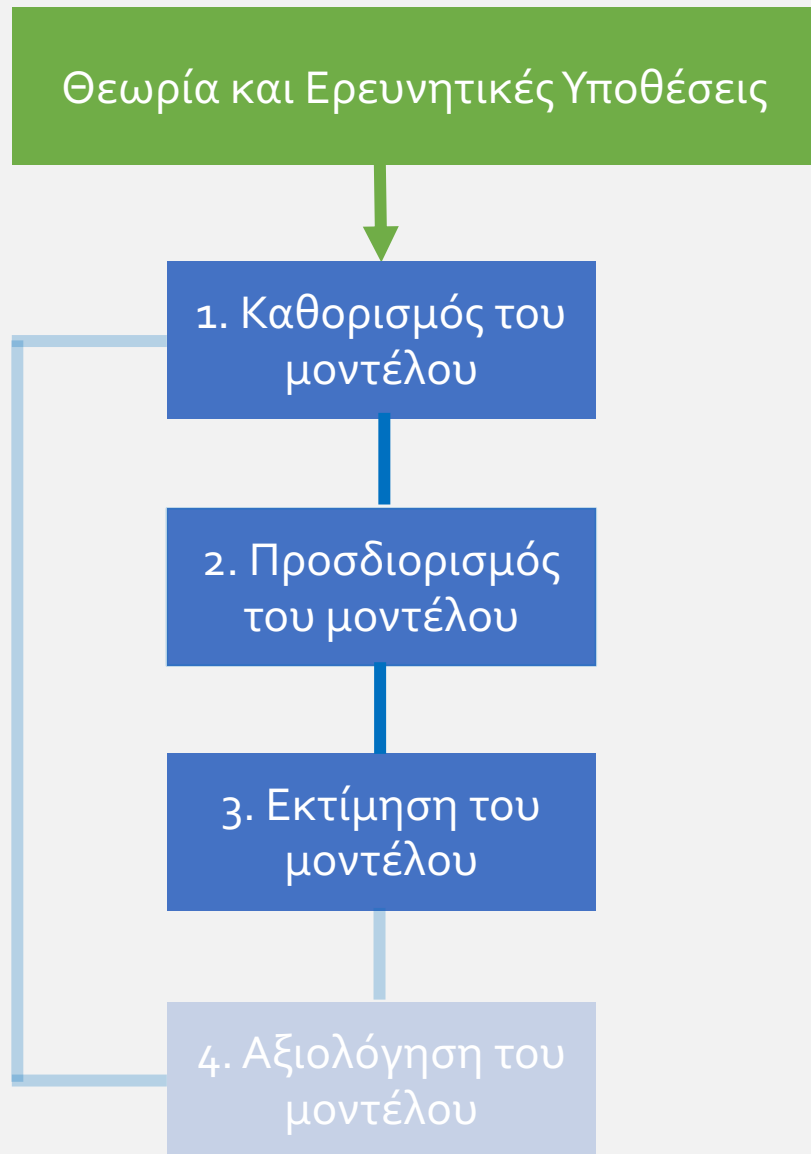 Θεωρία και Ερευνητικές Υποθέσεις
1. Καθορισμός του
μοντέλου
2. Προσδιορισμός
του μοντέλου
3. Εκτίμηση του
μοντέλου
4. Αξιολόγηση του
μοντέλου